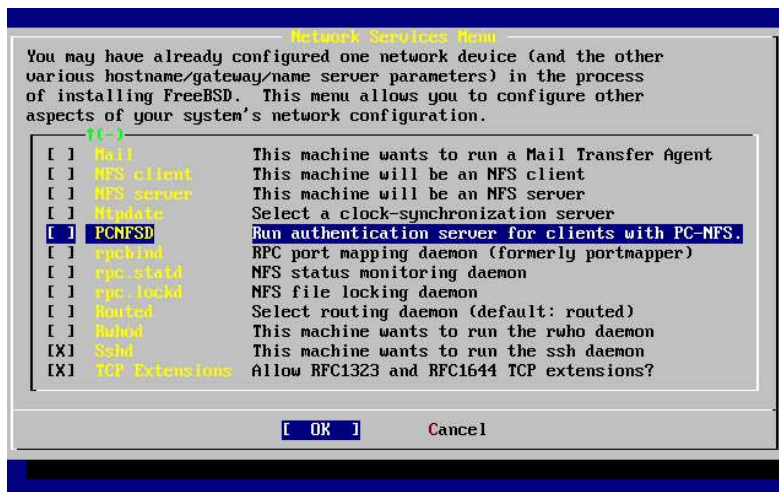 Network Services Menu
You may have already configured one network device (and the other
various hostname/gateway/name server parameters) in the process
of installing FreeBSD.  This menu allows you to configure other
aspects of your system's network configuration.
↑(-)
[ ] Mail This machine wants to run a Mail Transfer Agent
[ ] NFS client This machine will be an NFS client
[ ] NFS server This machine will be an NFS server
[ ] Ntpdate Select a clock-synchronization server
[ ] PCNFSD Run authentication server for clients with PC-NFS.
[ ] rpcbind RPC port mapping daemon (formerly portmapper)
[ ] rpc.statd NFS status monitoring daemon
[ ] rpc.lockd NFS file locking daemon
[ ] Routed Select routing daemon (default: routed)
[ ] Rwhod This machine wants to run the rwho daemon
[X] Sshd This machine wants to run the ssh daemon
[X] TCP Extensions Allow RFC1323 and RFC1644 TCP extensions?
[ OK ] Cancel